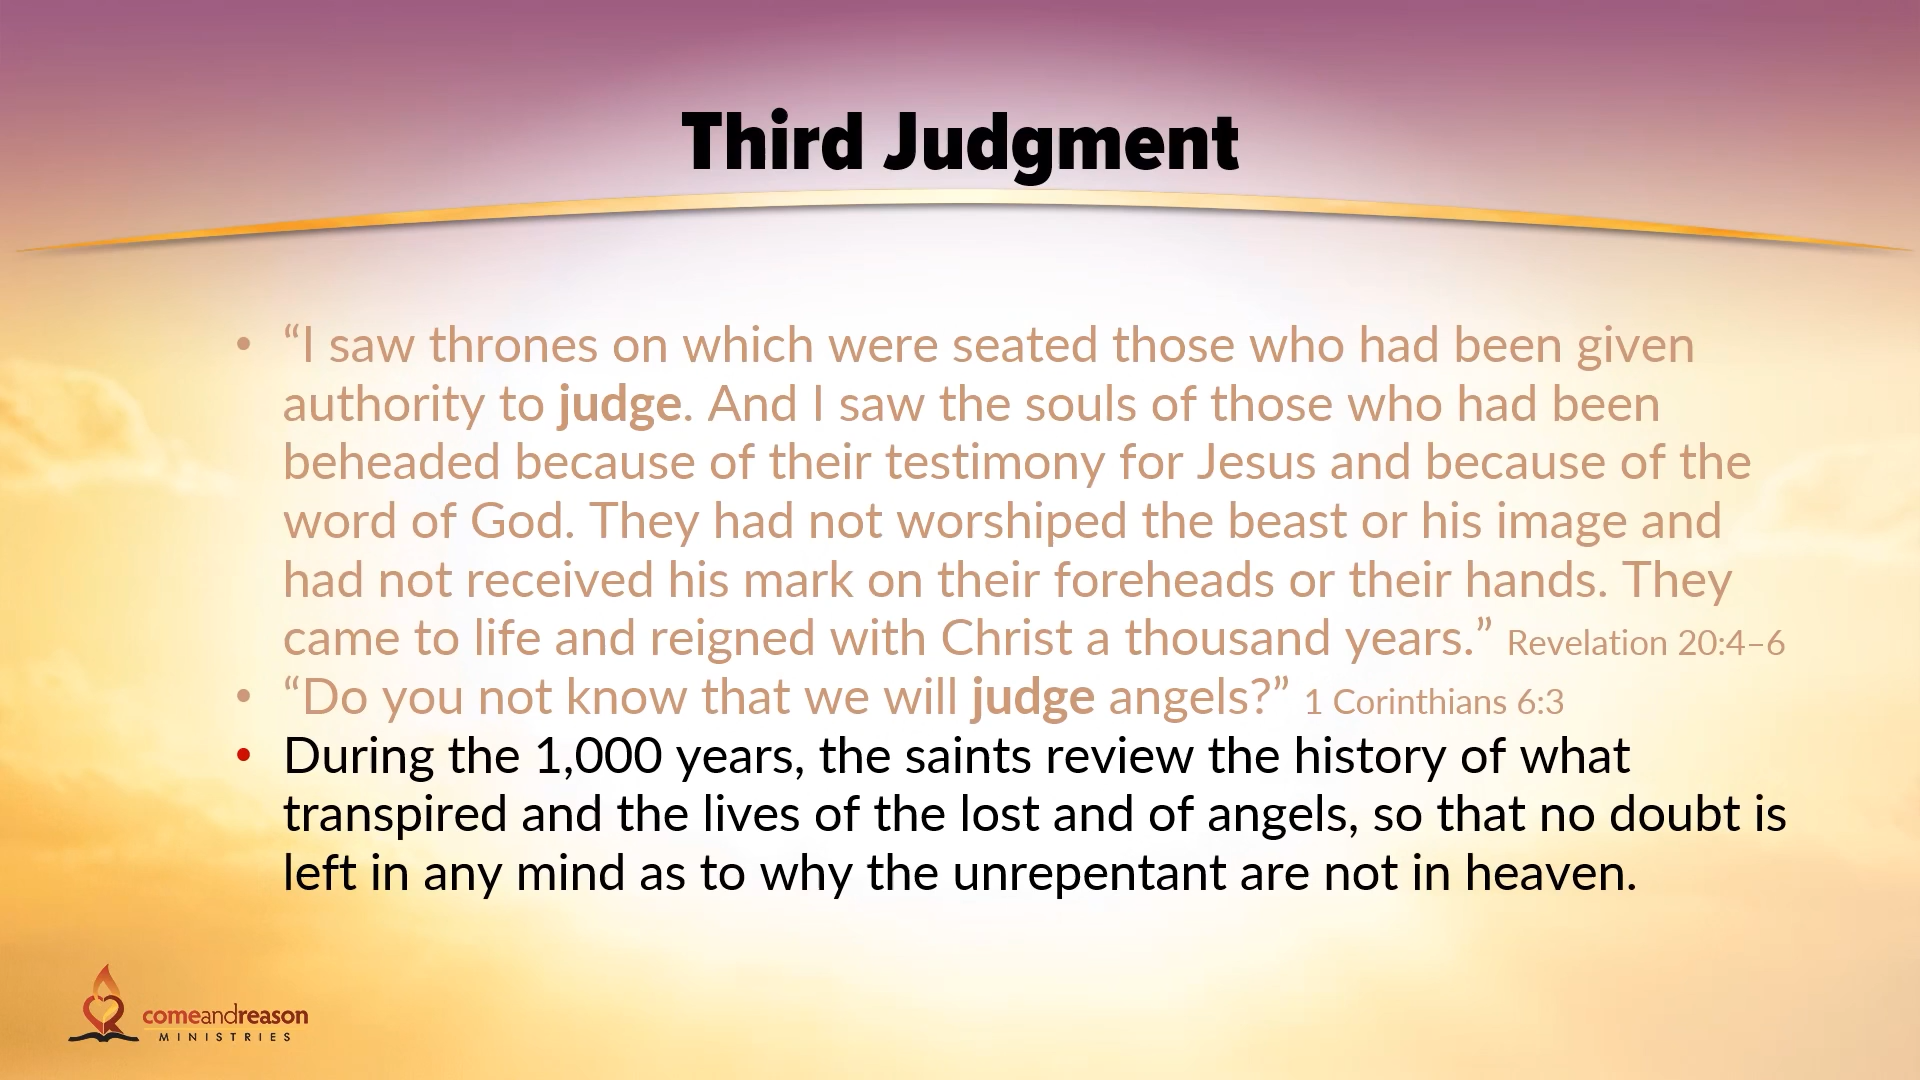 Third Judgment
• “I saw thrones on which were seated those who had been given
authority to judge. And I saw the souls of those who had been
beheaded because of their testimony for Jesus and because of the
word of God. They had not worshiped the beast or his image and
had not received his mark on their foreheads or their hands. They
came to life and reigned with Christ a thousand years.” Revelation 20:4–6
• “Do you not know that we will judge angels?” 1 Corinthians 6:3
• During the 1,000 years, the saints review the history of what
transpired and the lives of the lost and of angels, so that no doubt is
left in any mind as to why the unrepentant are not in heaven.
comeandreason
MINISTRIES